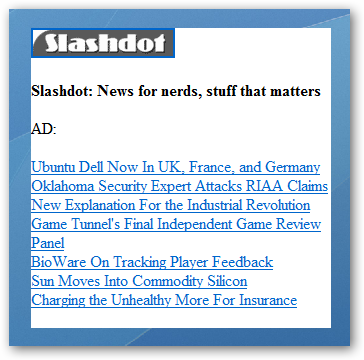 Slashdot
Slashdot: News for nerds, stuff that matters
AD:
Ubuntu Dell Now In UK, France, and Germany
Oklahoma Security Expert Attacks RIAA Claims
New Explanation For the Industrial Revolution
Game Tunnel's Final Independent Game Review
Panel
BioWare On Tracking Player Feedback
Sun Moves Into Commodity Silicon
Charging the Unhealthy More For Insurance